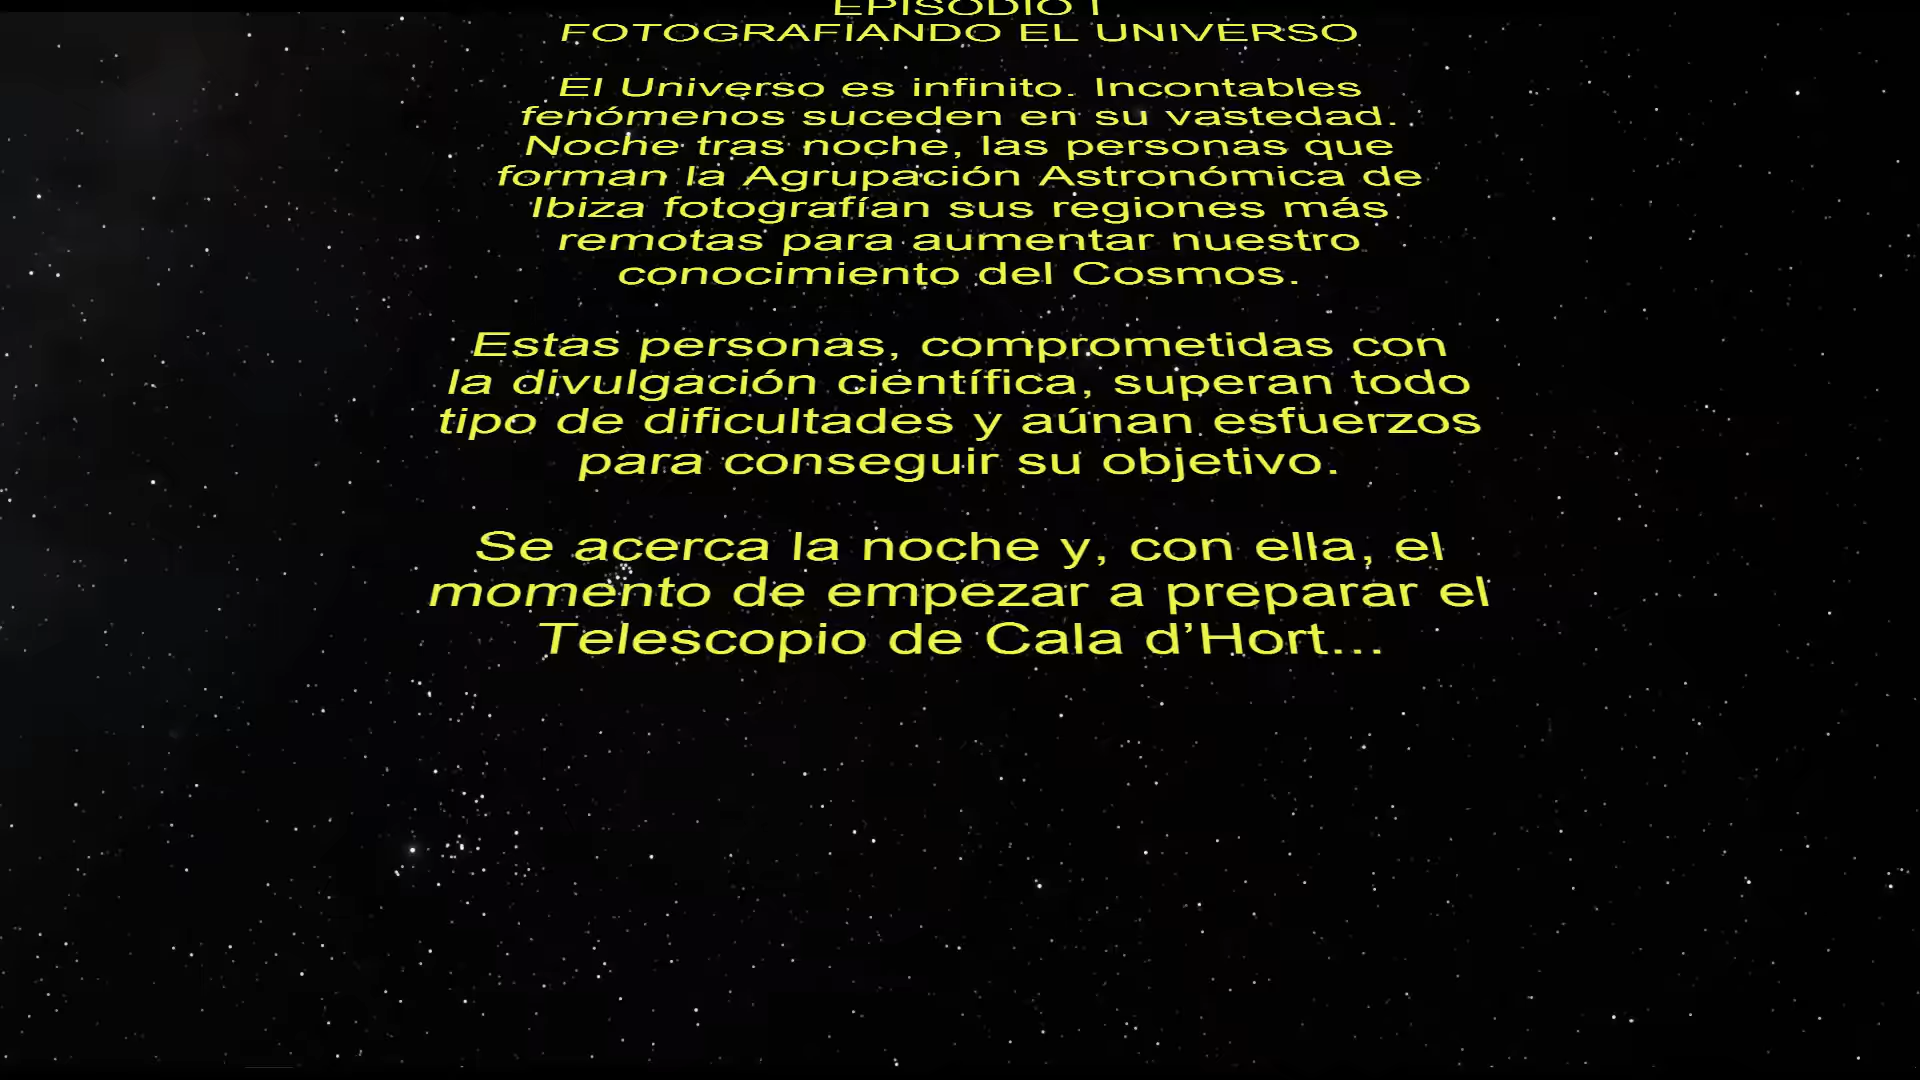 EPISODIO I
FOTOGRAFIANDO EL UNIVERSO
El Universo es infinito. Incontables
fenómenos suceden en su vastedad.
Noche tras noche, las personas que
forman la Agrupación Astronómica de
Ibiza fotografían sus regiones más
remotas para aumentar nuestro
conocimiento del Cosmos.
Estas personas, comprometidas con
la divulgación científica, superan todo
tipo de dificultades y aúnan esfuerzos
para conseguir su objetivo.
Se acerca la noche y, con ella, el
momento de empezar a preparar el
Telescopio de Cala d’Hort...